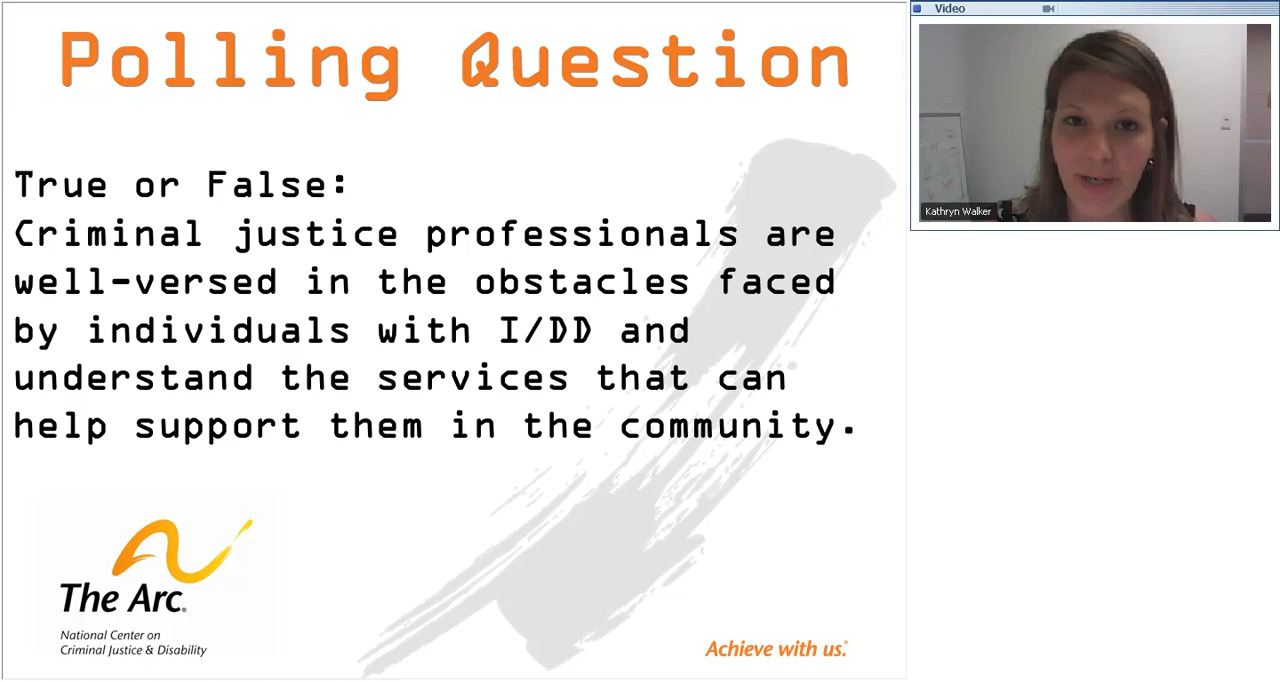 Polling Question
True or False:
Criminal justice professionals are
well-versed in the obstacles faced
by individuals with I/DD and
understand the services that can
help support them in the community.
The Arc®
National Center on
Criminal Justice & Disability
Achieve with us.®
Video
Kathryn Walker